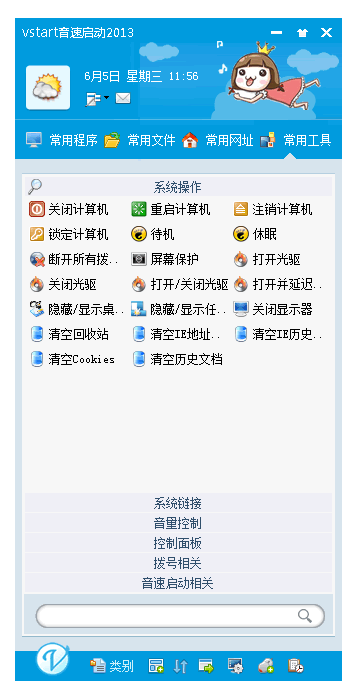 vstart音速启动2013
6月5日 星期三 11:56
常用程序 常用文件 常用网址 常用工具
系统操作
关闭计算机 重启计算机 注销计算机
锁定计算机 待机 休眠
断开所有拨.. 屏幕保护 打开光驱
关闭光驱 打开/关闭光驱 打开并延迟..
隐藏/显示桌.. 隐藏/显示任.. 关闭显示器
清空回收站 清空IE地址.. 清空IE历史..
清空Cookies 清空历史文档
系统链接
音量控制
控制面板
拨号相关
音速启动相关
类别